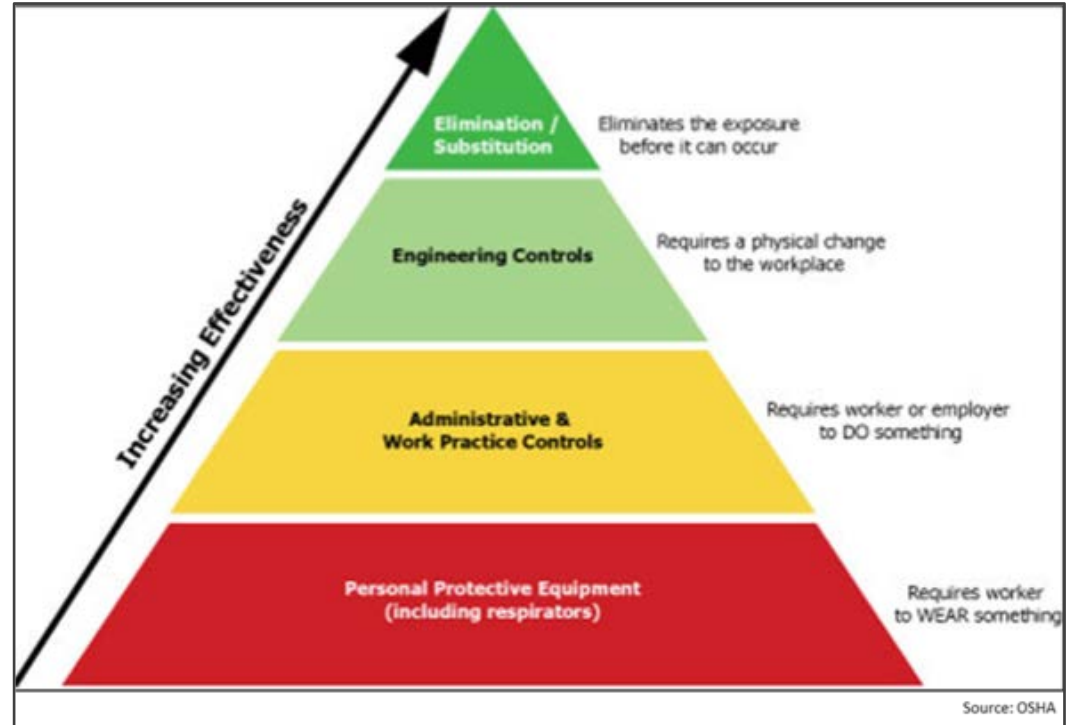 Increasing Effectiveness
Elimination /
Substitution
Eliminates the exposure
before it can occur
Engineering Controls
Requires a physical change
to the workplace
Administrative &
Work Practice Controls
Requires worker or employer
to DO something
Personal Protective Equipment
(including respirators)
Requires worker
to WEAR something
Source: OSHA